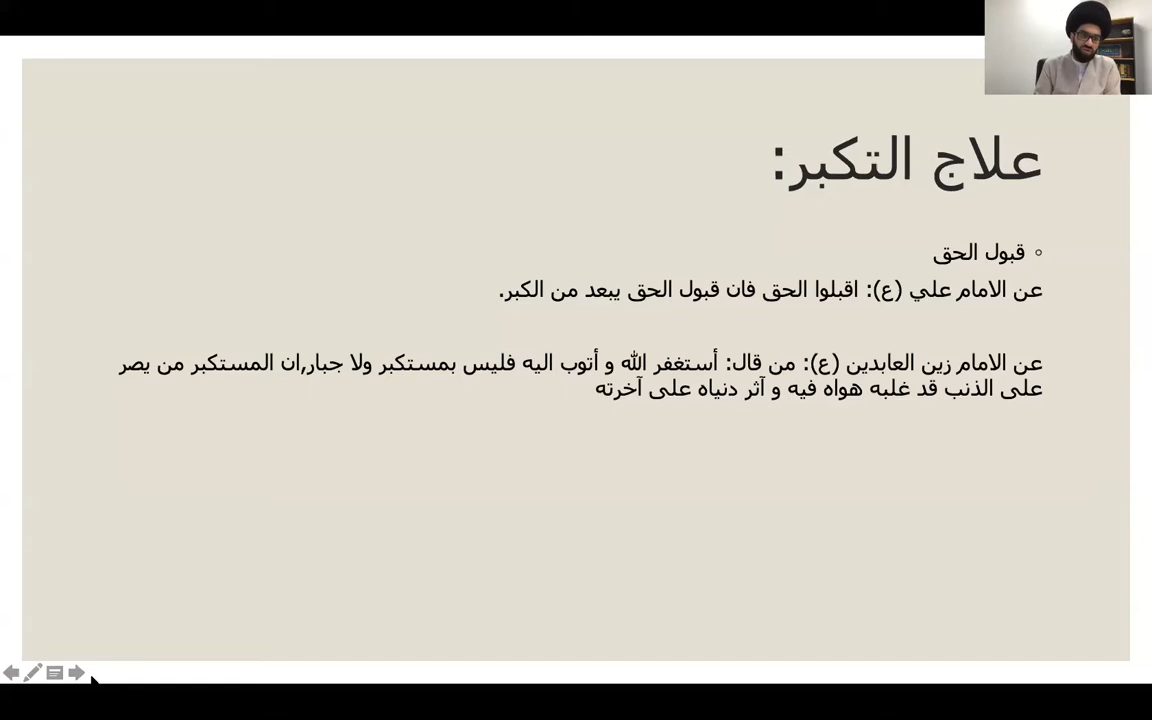 علاج التكبر:
◦ قبول الحق
عن الامام علي (ع): اقبلوا الحق فان قبول الحق يبعد من الكبر.
عن الامام زين العابدين (ع): من قال: أستغفر الله و أتوب اليه فليس بمستكبر ولا جبار,ان المستكبر من يصر
على الذنب قد غلبه هواه فيه و آثر دنياه على آخرته